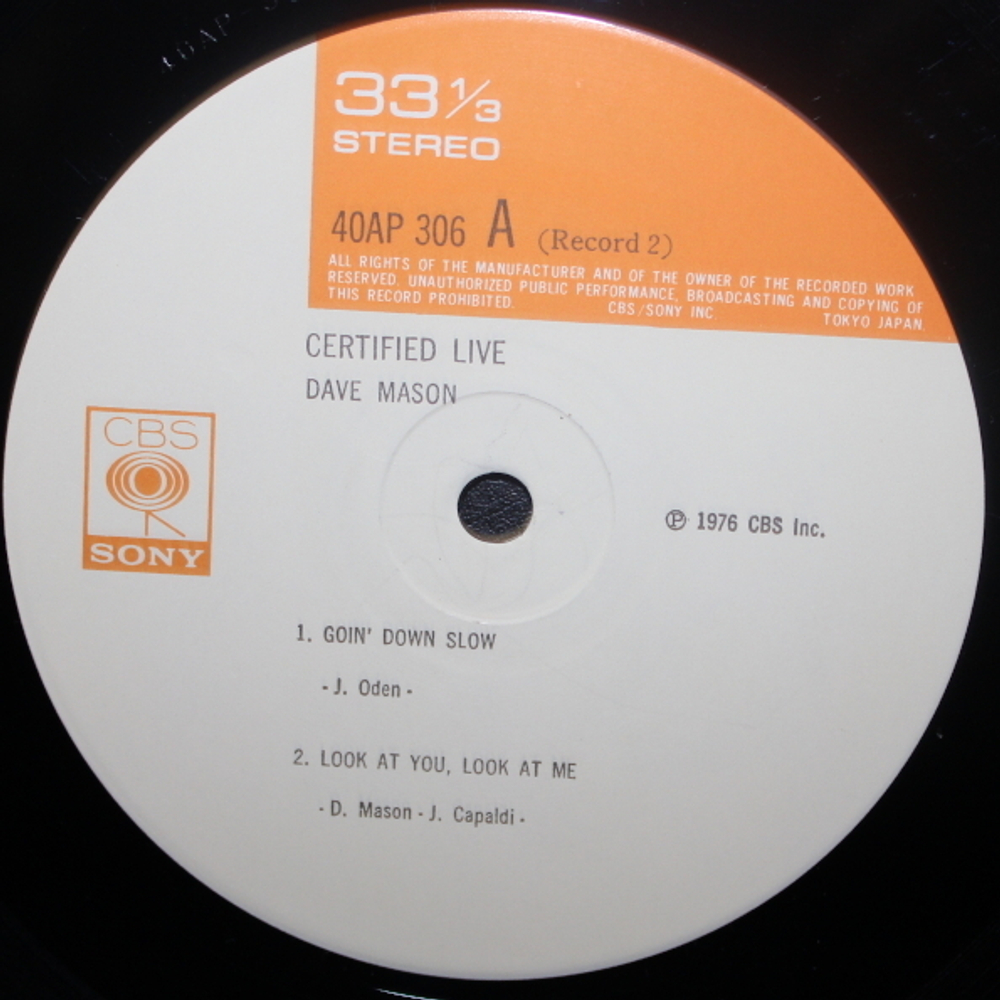 33 1/3
STEREO
40AP 306 A (Record 2)
ALL RIGHTS OF THE MANUFACTURER AND OF THE OWNER OF THE RECORDED WORK
RESERVED. UNAUTHORIZED PUBLIC PERFORMANCE, BROADCASTING AND COPYING OF
THIS RECORD PROHIBITED. CBS/SONY INC. TOKYO JAPAN.
CERTIFIED LIVE
DAVE MASON
CBS
SONY
℗ 1976 CBS Inc.
1. GOIN' DOWN SLOW
- J. Oden -
2. LOOK AT YOU, LOOK AT ME
- D. Mason - J. Capaldi -